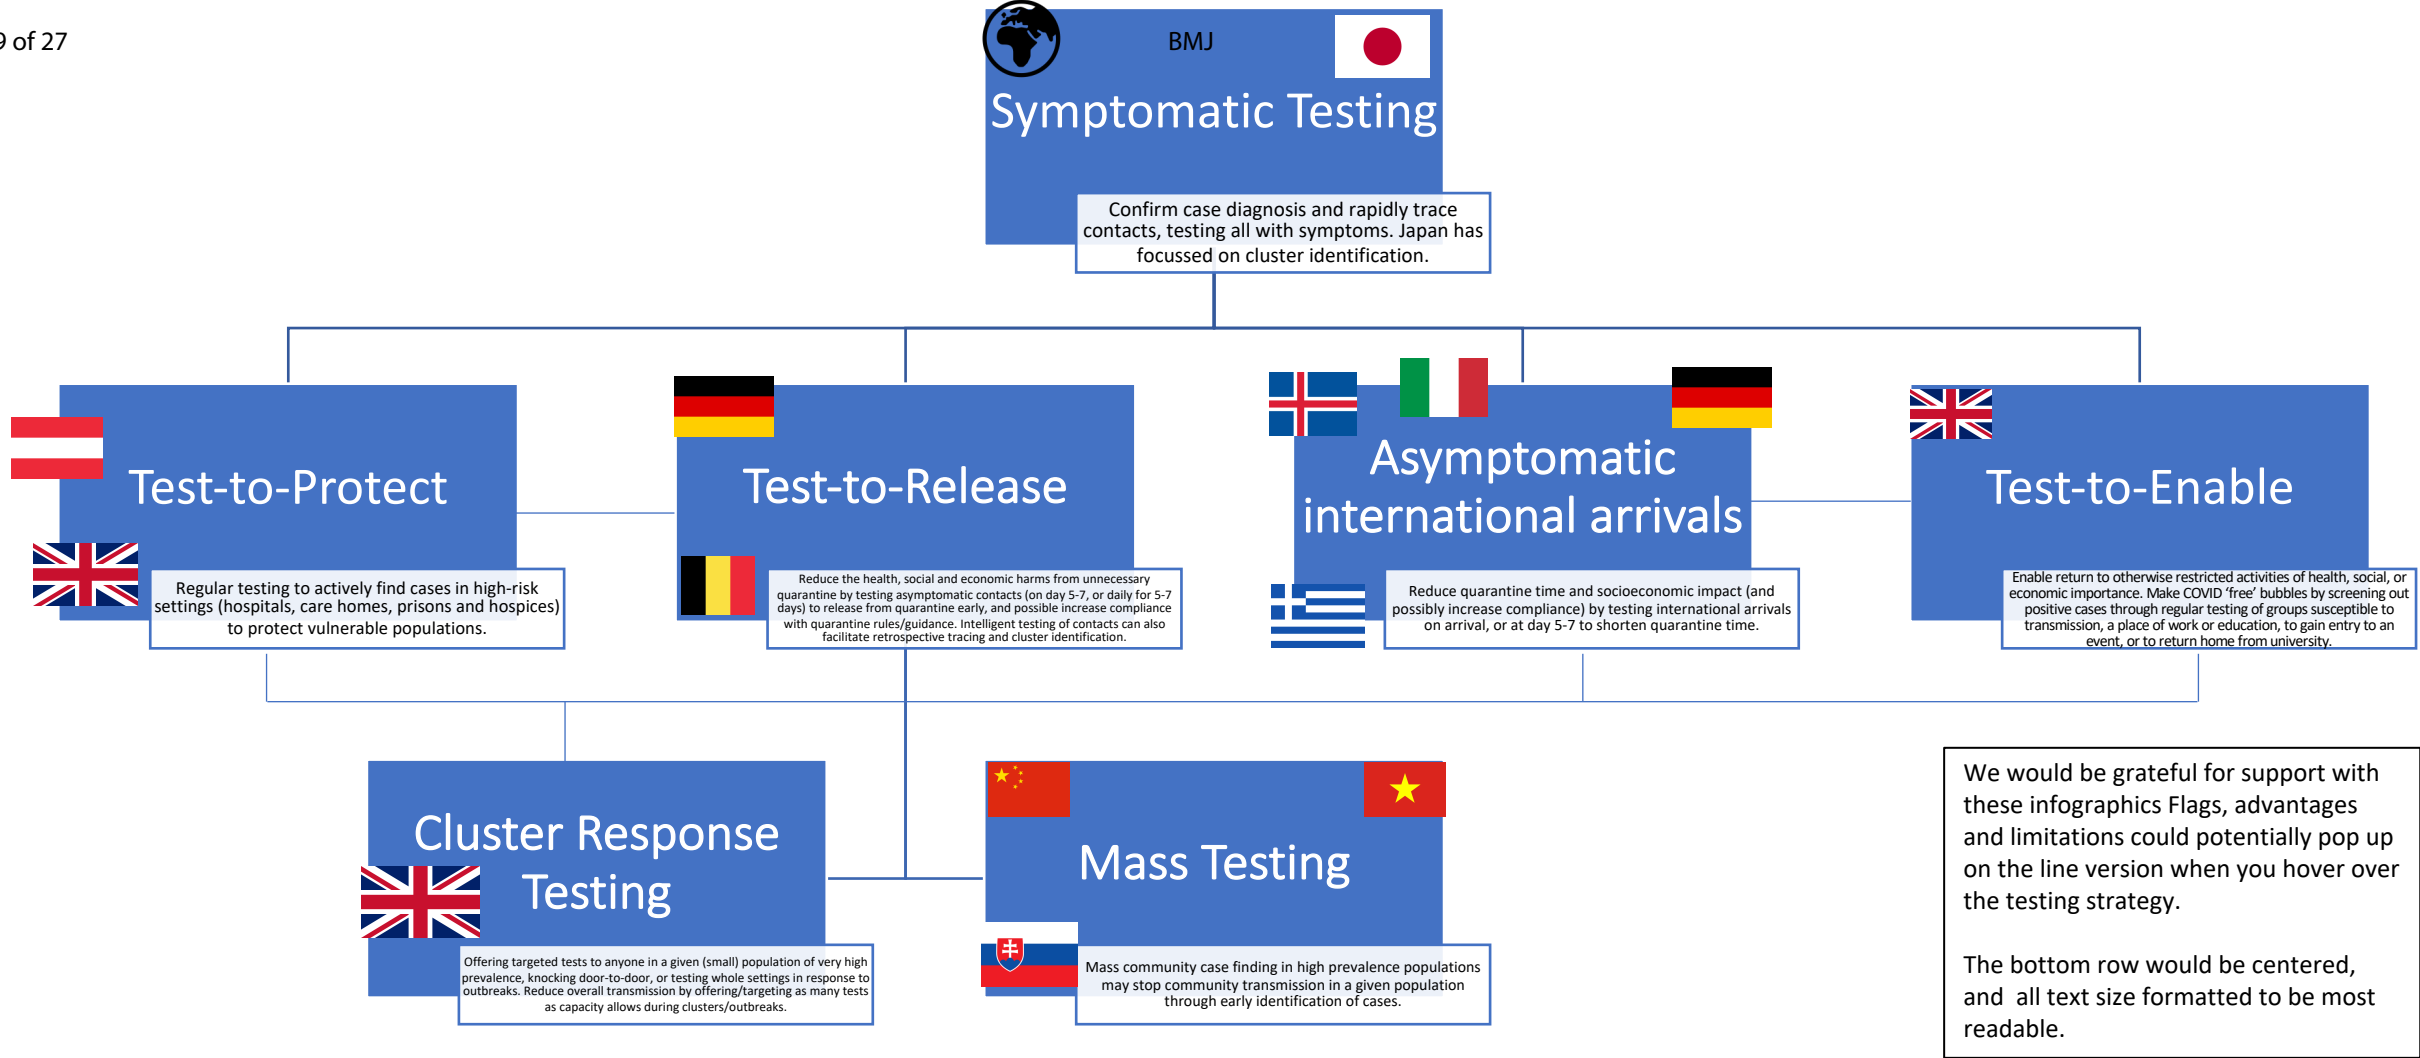 9 of 27
BMJ
Symptomatic Testing
Confirm case diagnosis and rapidly trace
contacts, testing all with symptoms. Japan has
focussed on cluster identification.
Test-to-Protect
Regular testing to actively find cases in high-risk
settings (hospitals, care homes, prisons and hospices)
to protect vulnerable populations.
Test-to-Release
Reduce the health, social and economic harms from unnecessary
quarantine by testing asymptomatic contacts (on day 5-7, or daily for 5-7
days) to release from quarantine early, and possible increase compliance
with quarantine rules/guidance. Intelligent testing of contacts can also
facilitate retrospective tracing and cluster identification.
Asymptomatic
international arrivals
Reduce quarantine time and socioeconomic impact (and
possibly increase compliance) by testing international arrivals
on arrival, or at day 5-7 to shorten quarantine time.
Test-to-Enable
Enable return to otherwise restricted activities of health, social, or
economic importance. Make COVID ‘free’ bubbles by screening out
positive cases through regular testing of groups susceptible to
transmission, a place of work or education, to gain entry to an
event, or to return home from university.
Cluster Response
Testing
Offering targeted tests to anyone in a given (small) population of very high
prevalence, knocking door-to-door, or testing whole settings in response to
outbreaks. Reduce overall transmission by offering/targeting as many tests
as capacity allows during clusters/outbreaks.
Mass Testing
Mass community case finding in high prevalence populations
may stop community transmission in a given population
through early identification of cases.
We would be grateful for support with
these infographics Flags, advantages
and limitations could potentially pop up
on the line version when you hover over
the testing strategy.
The bottom row would be centered,
and all text size formatted to be most
readable.